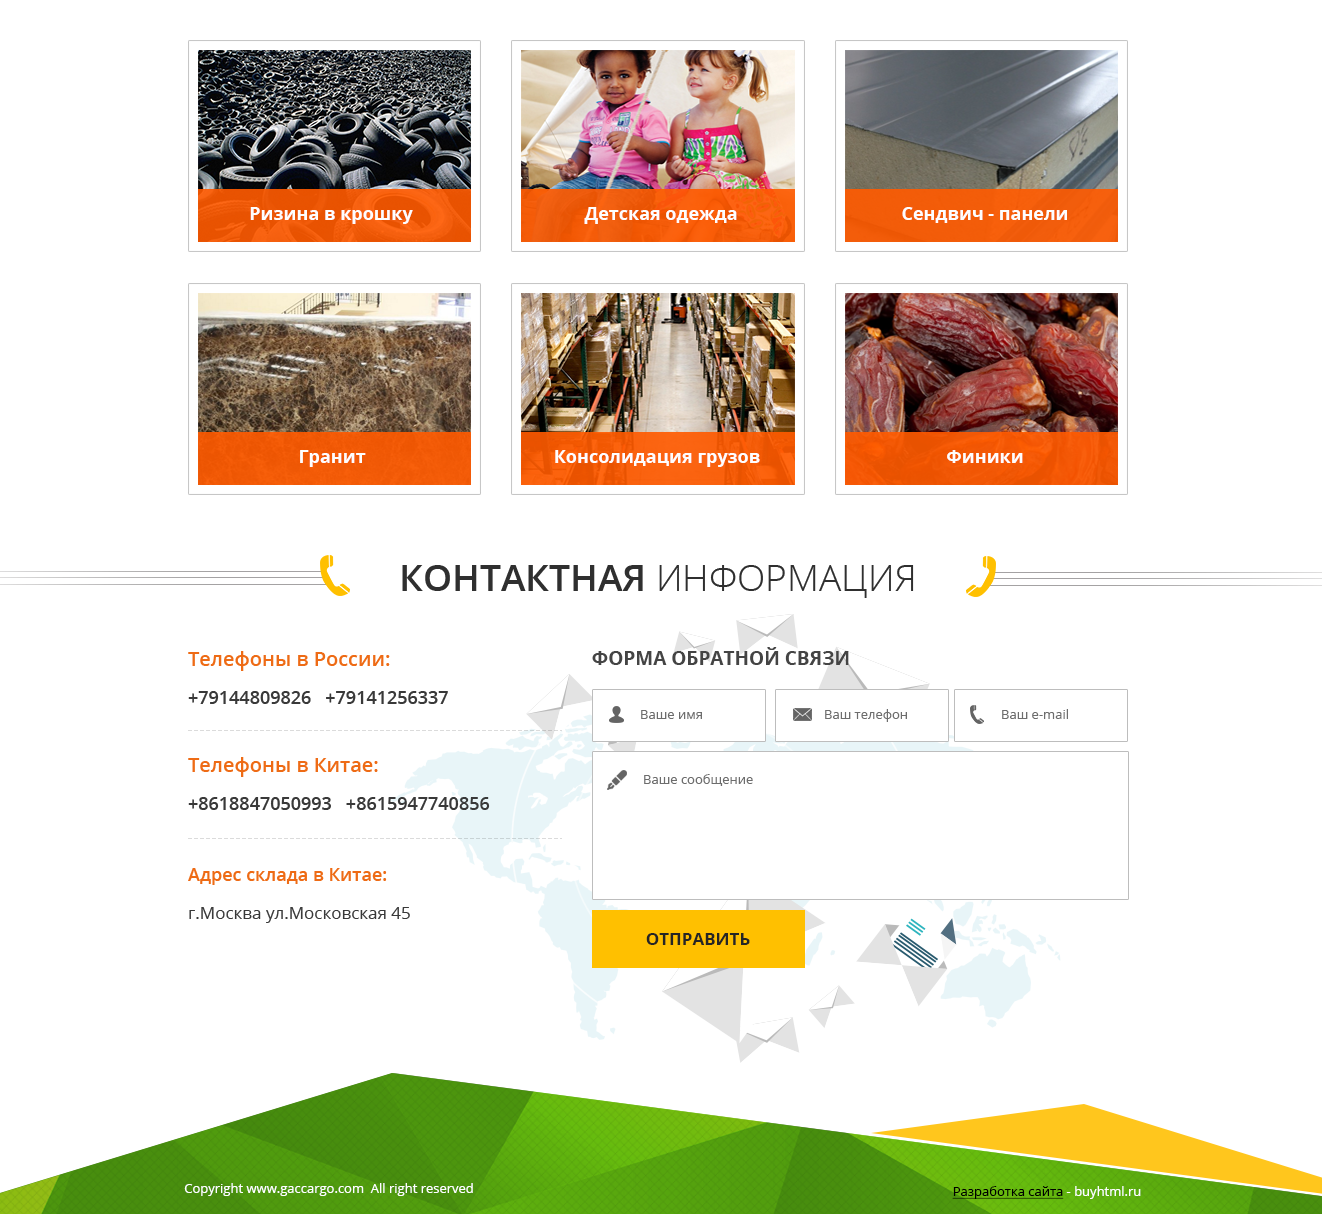 Ризина в крошку
Детская одежда
Сендвич - панели
Гранит
Консолидация грузов
Финики
КОНТАКТНАЯ ИНФОРМАЦИЯ
Телефоны в России:
+79144809826 +79141256337
Телефоны в Китае:
+8618847050993 +8615947740856
Адрес склада в Китае:
г.Москва ул.Московская 45
ФОРМА ОБРАТНОЙ СВЯЗИ
Ваше имя
Ваш телефон
Ваш e-mail
Ваше сообщение
ОТПРАВИТЬ
Copyright www.gaccargo.com All right reserved
Разработка сайта - buyhtml.ru